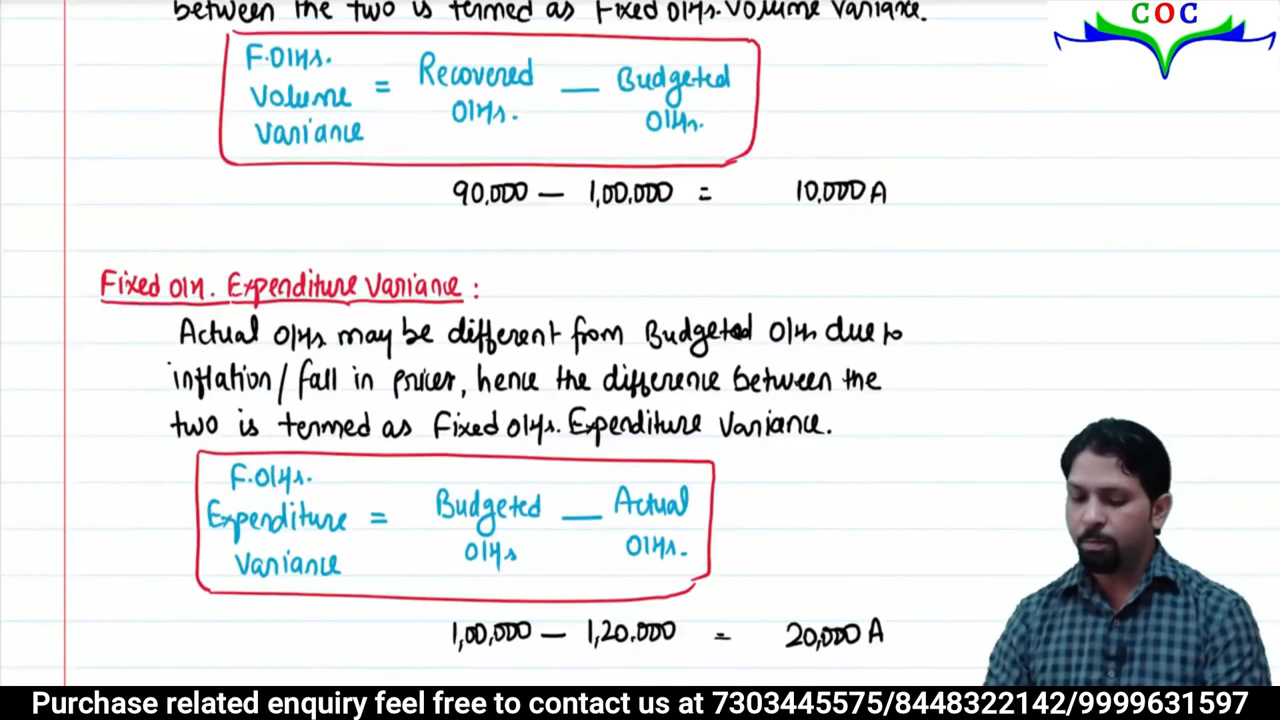 between the two is termed as Fixed O/Hs. Volume Variance.
COC
F. O/Hs.
Volume = Recovered — Budgeted
Variance O/Hs. O/Hs.
90,000 — 1,00,000 = 10,000 A
Fixed O/H. Expenditure Variance :
Actual O/Hs may be different from Budgeted O/Hs due to
inflation/ fall in prices, hence the difference between the
two is termed as Fixed O/Hs. Expenditure Variance.
F. O/Hs.
Expenditure = Budgeted — Actual
Variance O/Hs O/Hs.
1,00,000 — 1,20,000 = 20,000 A
Purchase related enquiry feel free to contact us at 7303445575/8448322142/9999631597